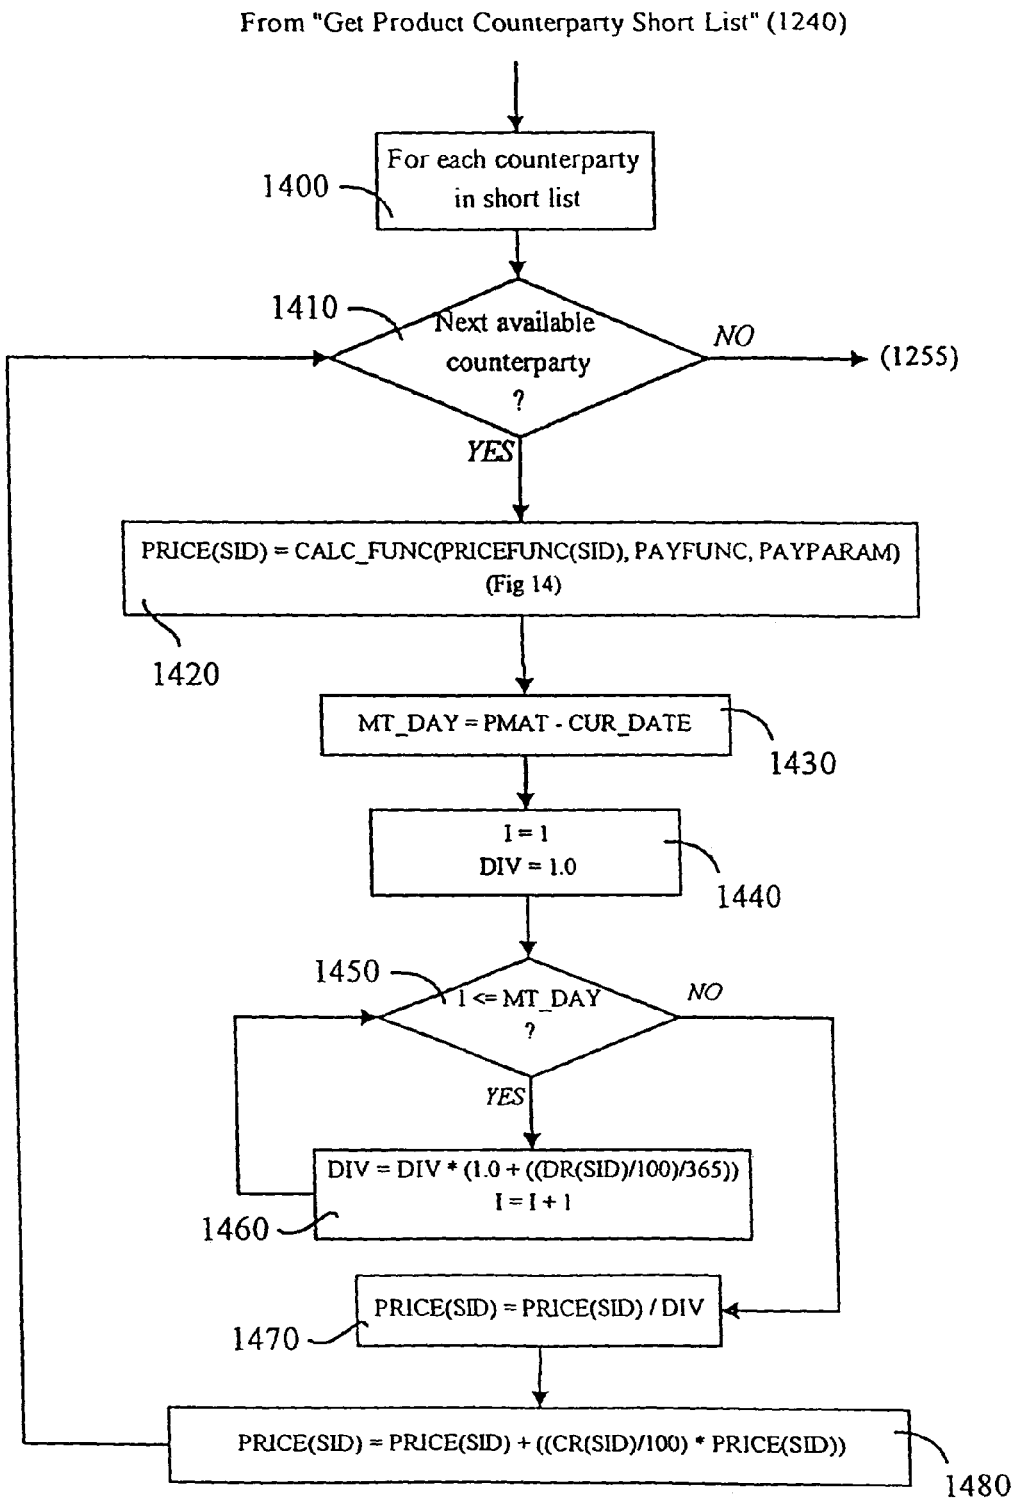 From "Get Product Counterparty Short List" (1240)
For each counterparty
in short list
1400
1410
Next available
counterparty
?
NO
(1255)
YES
PRICE(SID) = CALC_FUNC(PRICEFUNC(SID), PAYFUNC, PAYPARAM)
(Fig 14)
1420
MT_DAY = PMAT - CUR_DATE
1430
I = 1
DIV = 1.0
1440
1450
I <= MT_DAY
?
NO
YES
DIV = DIV * (1.0 + ((DR(SID)/100)/365))
I = I + 1
1460
PRICE(SID) = PRICE(SID) / DIV
1470
PRICE(SID) = PRICE(SID) + ((CR(SID)/100) * PRICE(SID))
1480